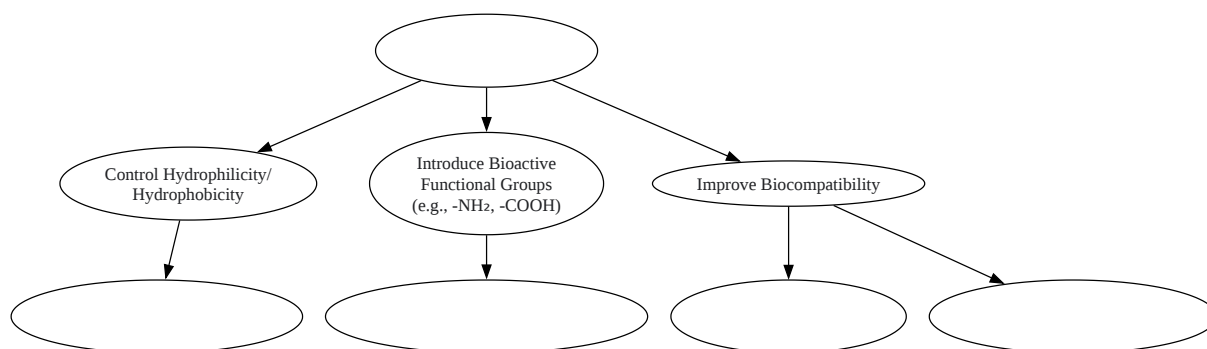 Control Hydrophilicity/
Hydrophobicity
Introduce Bioactive
Functional Groups
(e.g., -NH₂, -COOH)
Improve Biocompatibility